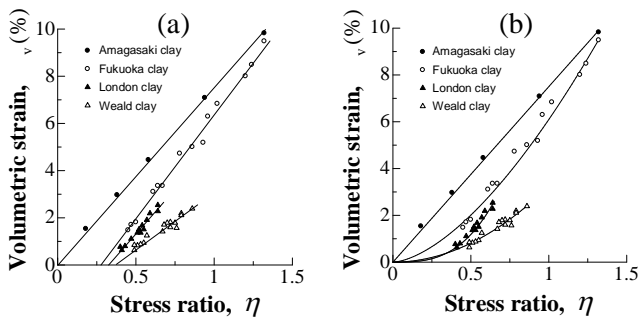 (a)
Volumetric strain, v (%)
10
8
6
4
2
0
Amagasaki clay
Fukuoka clay
London clay
Weald clay
0
0.5
1
1.5
Stress ratio, η
(b)
Volumetric strain, v (%)
10
8
6
4
2
0
Amagasaki clay
Fukuoka clay
London clay
Weald clay
0
0.5
1
1.5
Stress ratio, η